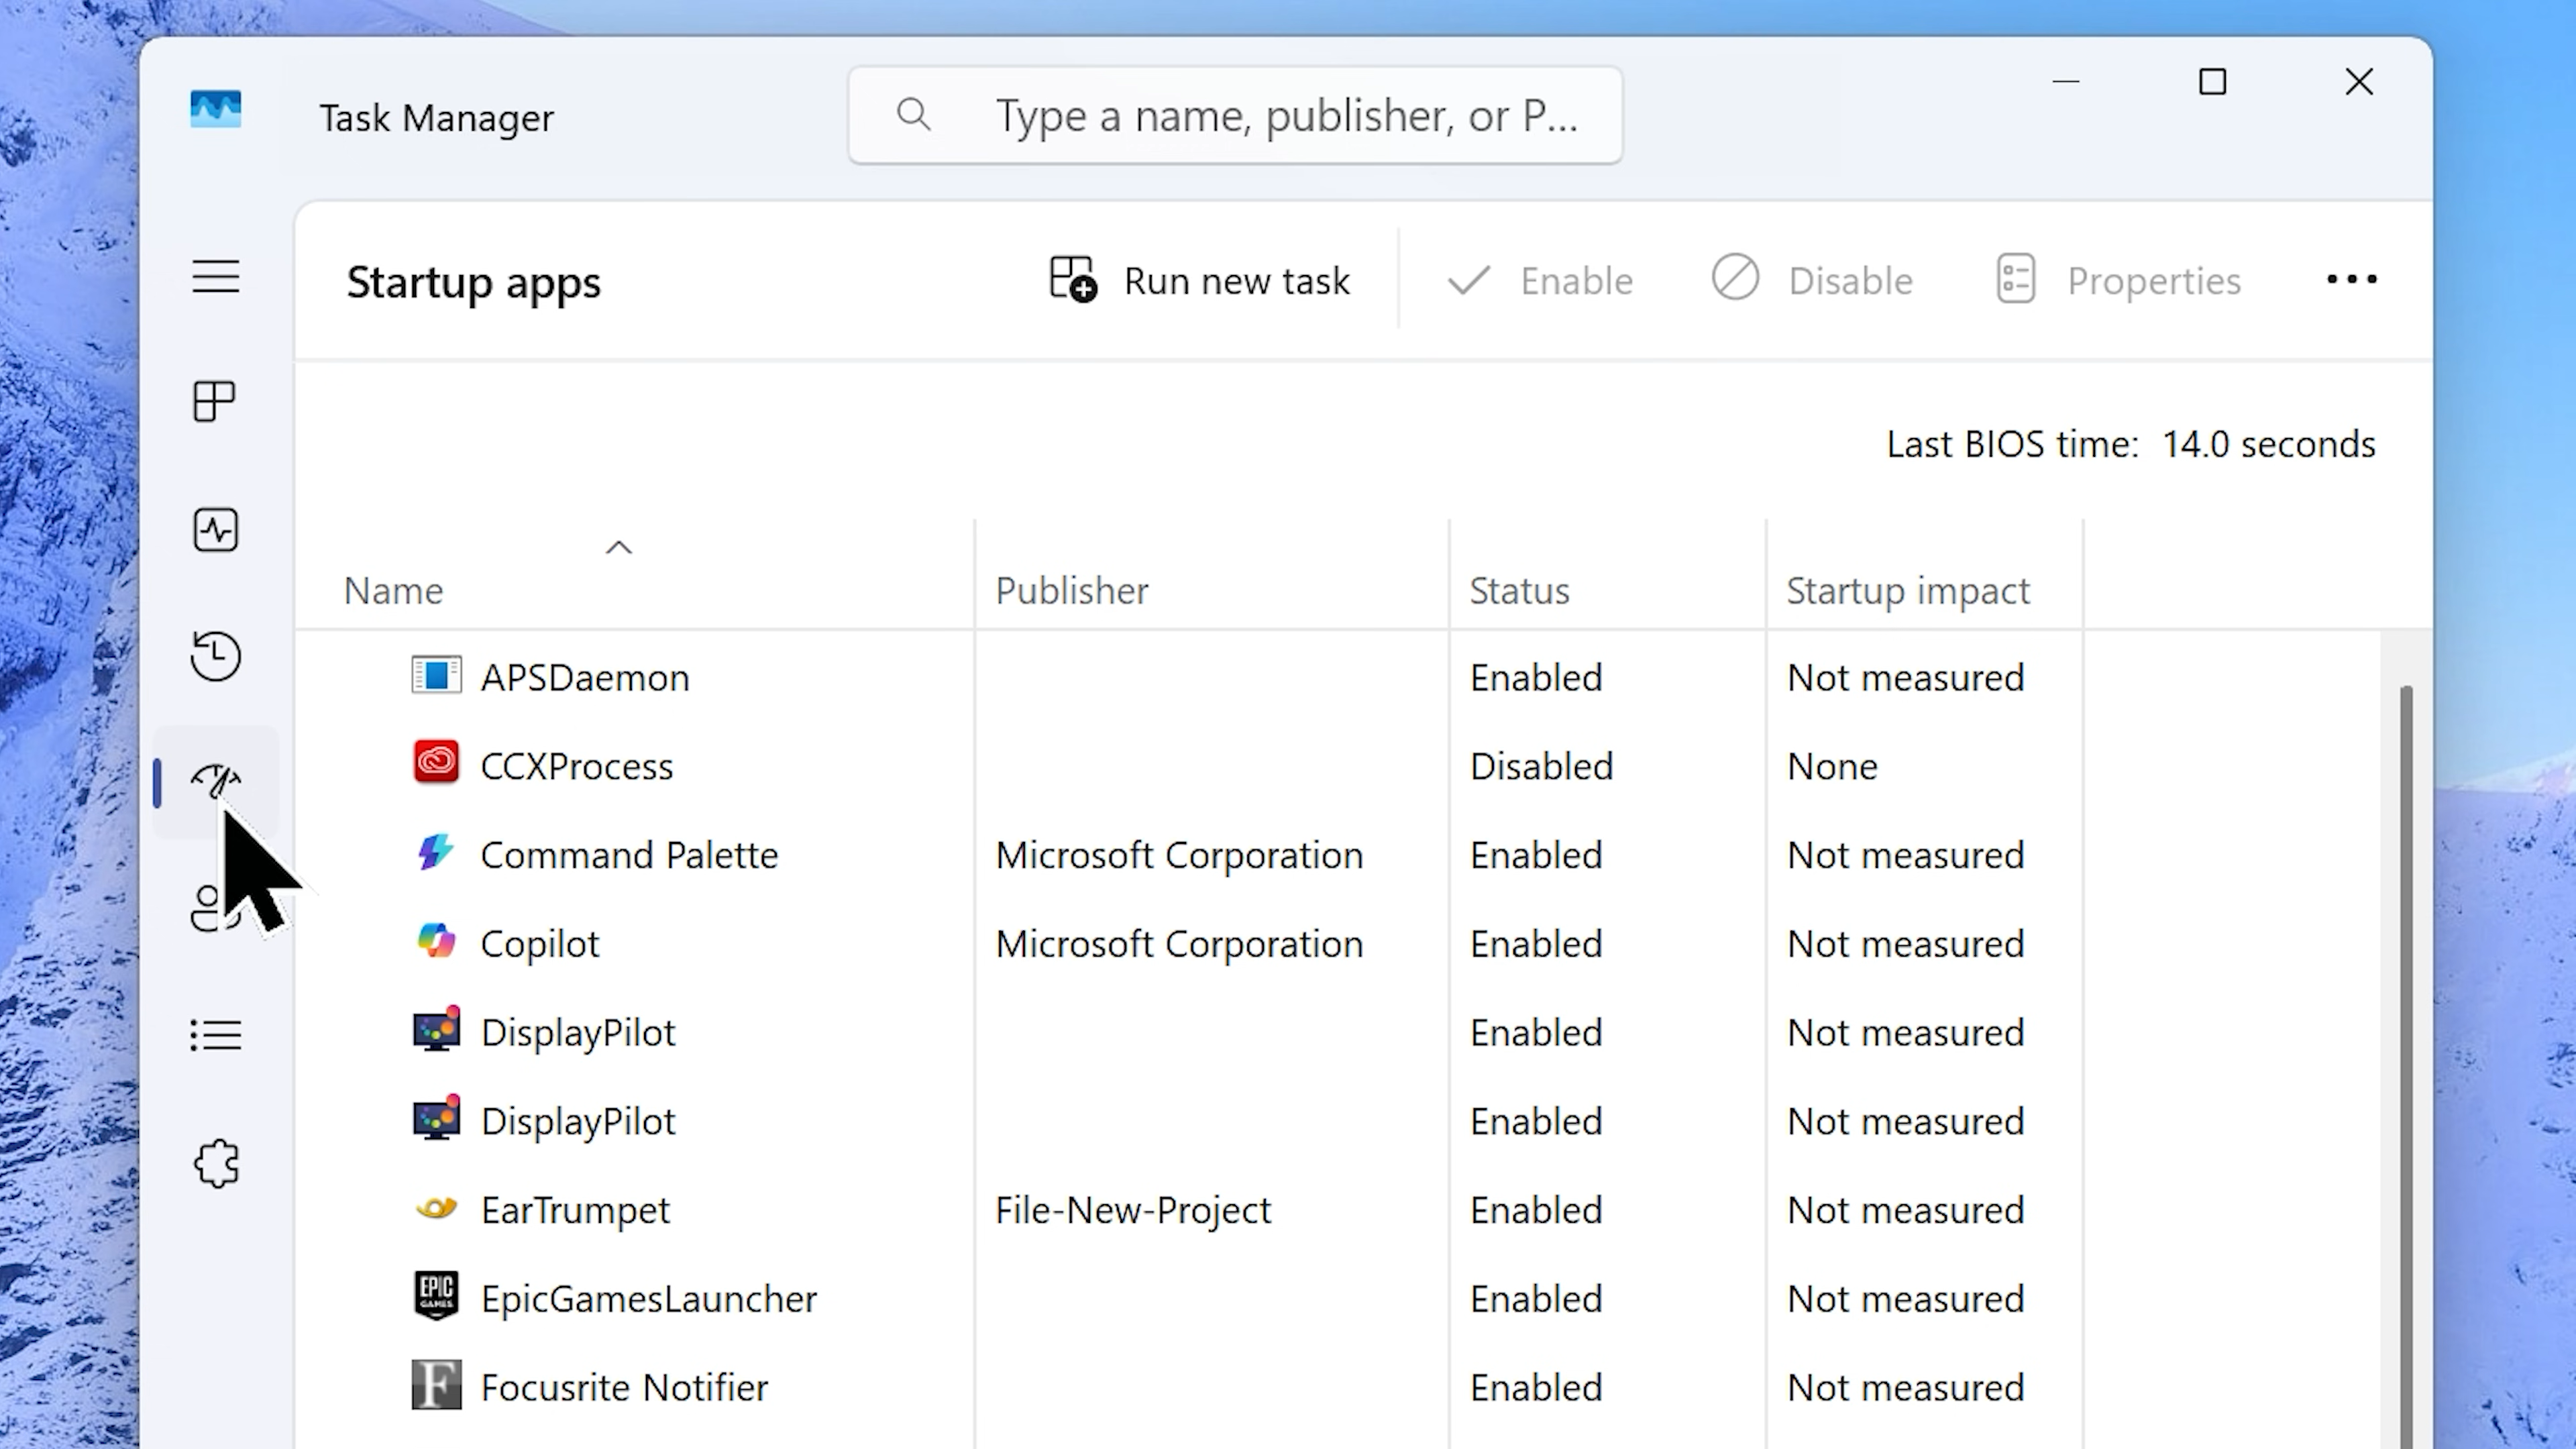 Task Manager
Type a name, publisher, or P...
Startup apps
Run new task
Enable
Disable
Properties
Last BIOS time: 14.0 seconds
Name Publisher Status Startup impact
APSDaemon Enabled Not measured
CCXProcess Disabled None
Command Palette Microsoft Corporation Enabled Not measured
Copilot Microsoft Corporation Enabled Not measured
DisplayPilot Enabled Not measured
DisplayPilot Enabled Not measured
EarTrumpet File-New-Project Enabled Not measured
EPIC GAMES EpicGamesLauncher Enabled Not measured
F Focusrite Notifier Enabled Not measured